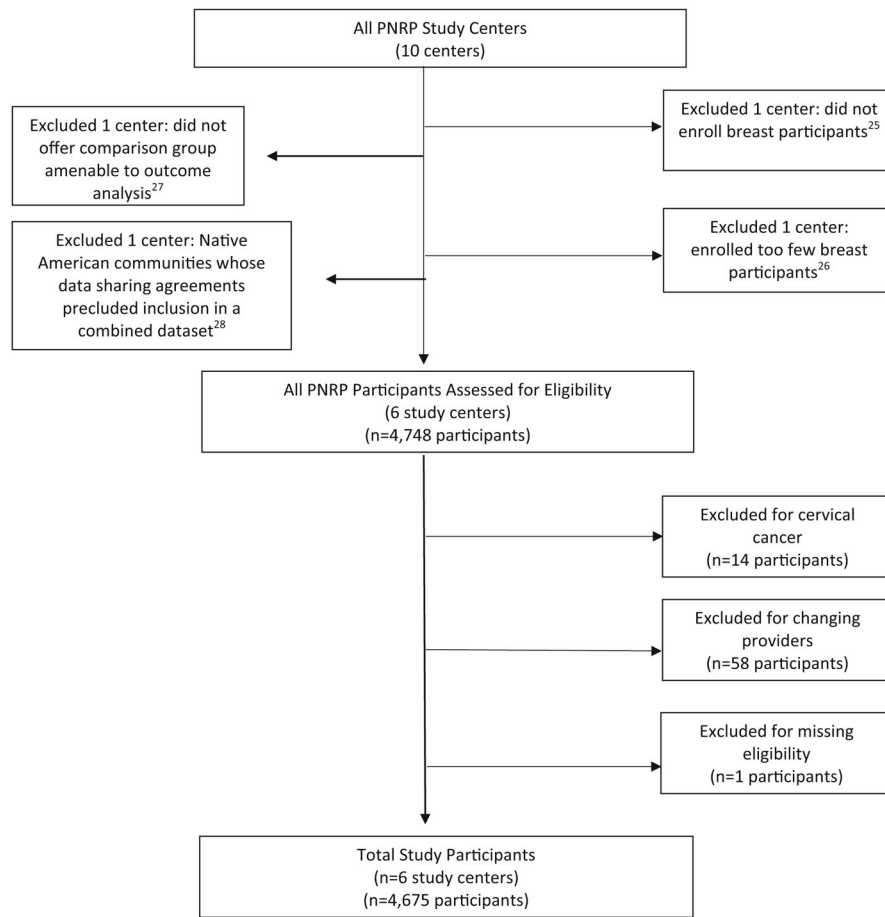 All PNRP Study Centers
(10 centers)
Excluded 1 center: did not
enroll breast participants25
Excluded 1 center: did not
offer comparison group
amenable to outcome
analysis27
Excluded 1 center:
enrolled too few breast
participants26
Excluded 1 center: Native
American communities whose
data sharing agreements
precluded inclusion in a
combined dataset28
All PNRP Participants Assessed for Eligibility
(6 study centers)
(n=4,748 participants)
Excluded for cervical
cancer
(n=14 participants)
Excluded for changing
providers
(n=58 participants)
Excluded for missing
eligibility
(n=1 participants)
Total Study Participants
(n=6 study centers)
(n=4,675 participants)